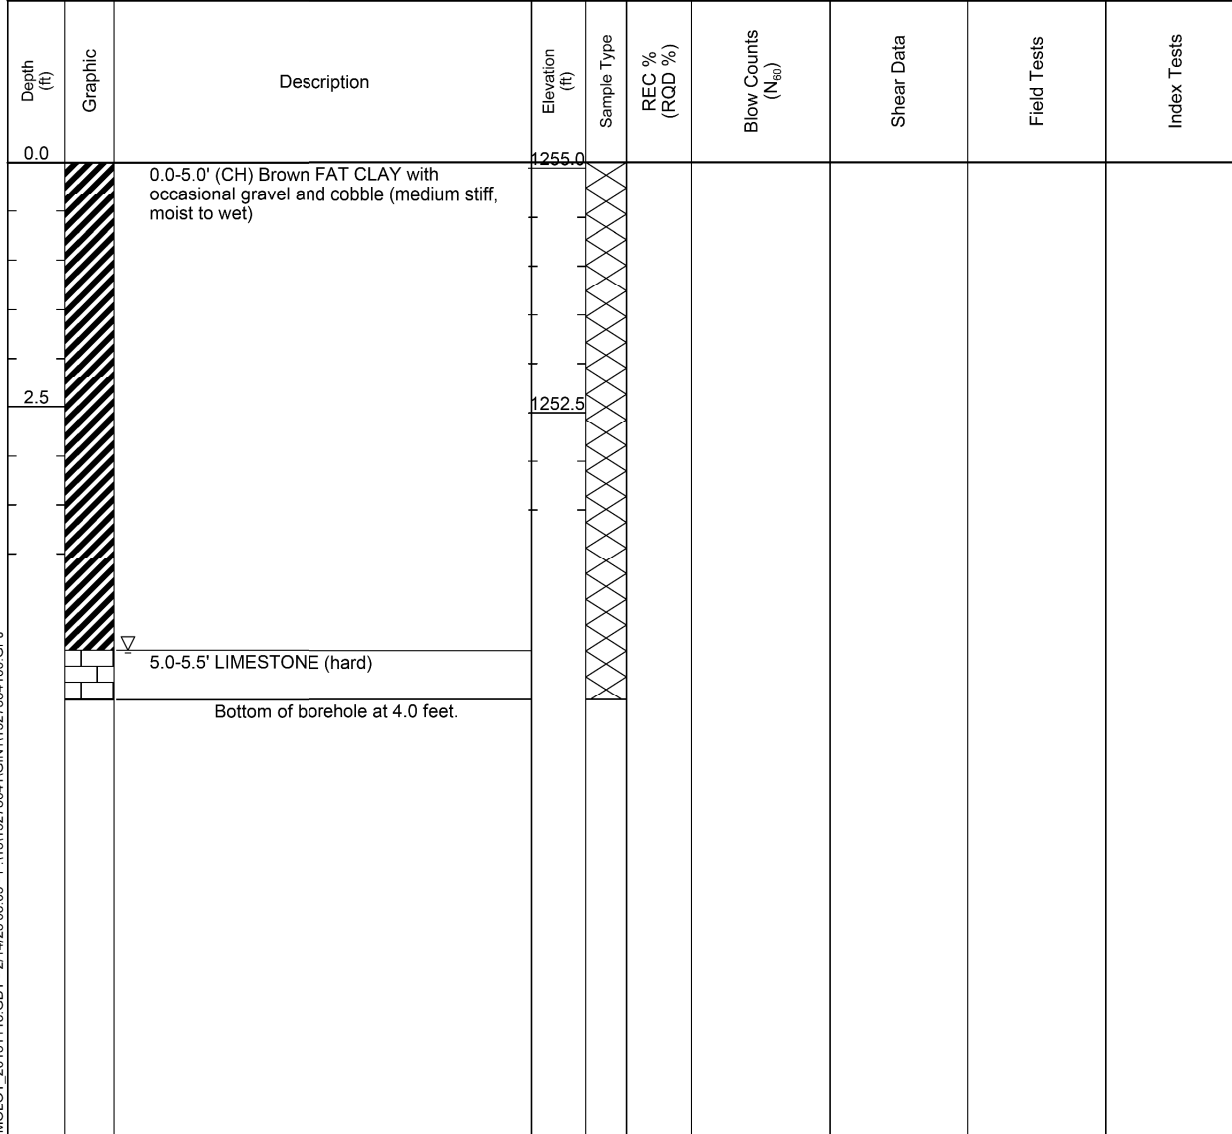 Depth
(ft)
Graphic
Description
Elevation
(ft)
Sample Type
REC %
(RQD %)
Blow Counts
(N60)
Shear Data
Field Tests
Index Tests
0.0
1255.0
0.0-5.0' (CH) Brown FAT CLAY with
occasional gravel and cobble (medium stiff,
moist to wet)
2.5
1252.5
5.0-5.5' LIMESTONE (hard)
Bottom of borehole at 4.0 feet.